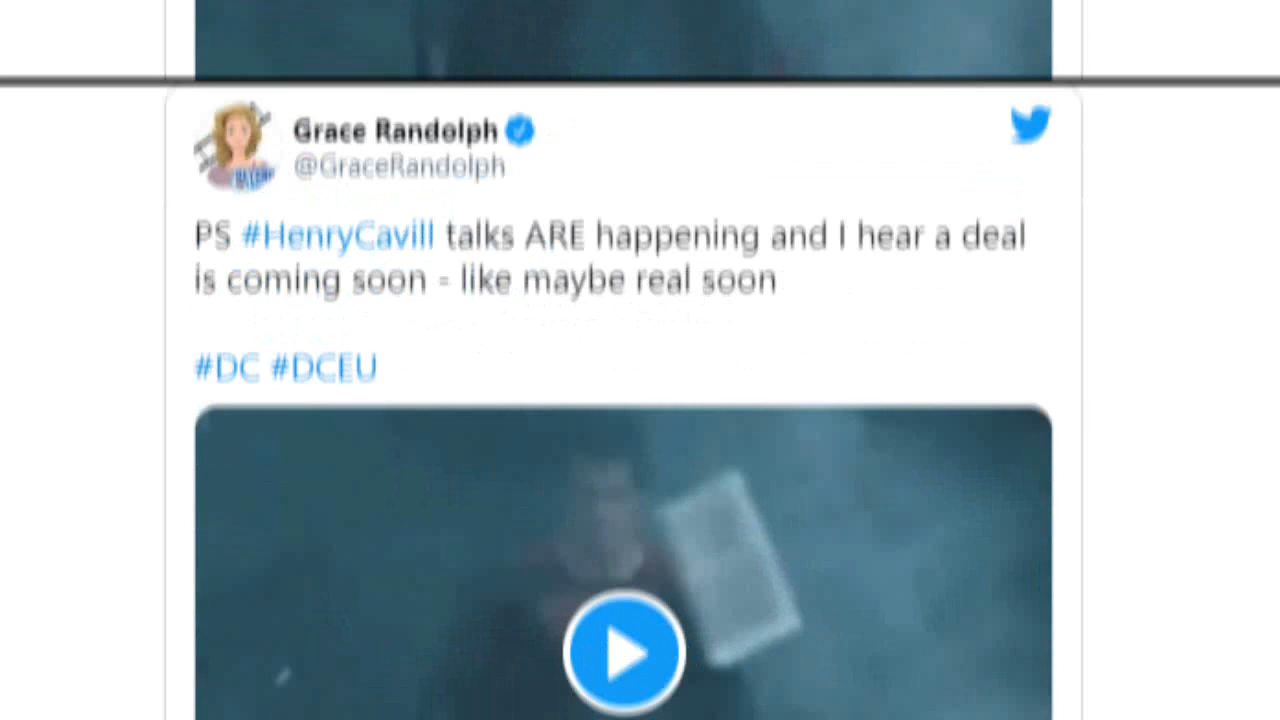 Grace Randolph
@GraceRandolph
PS #HenryCavill talks ARE happening and I hear a deal
is coming soon - like maybe real soon
#DC #DCEU